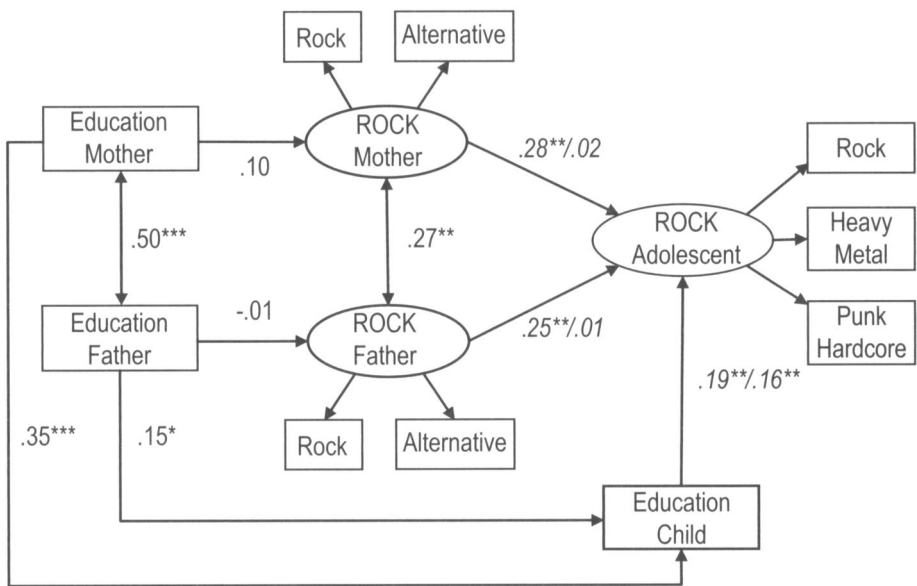 Rock
Alternative
Education
Mother
.10
ROCK
Mother
.28**/.02
Rock
.50***
.27**
ROCK
Adolescent
Heavy
Metal
Education
Father
-.01
ROCK
Father
.25**/.01
Punk
Hardcore
.19**/.16**
.35***
.15*
Rock
Alternative
Education
Child